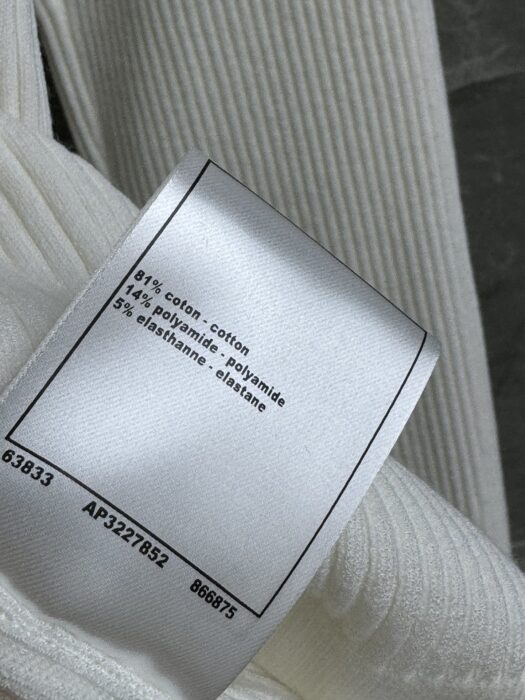 81% coton - cotton
14% polyamide - polyamide
5% elasthanne - elastane
63833 AP3227852 866875